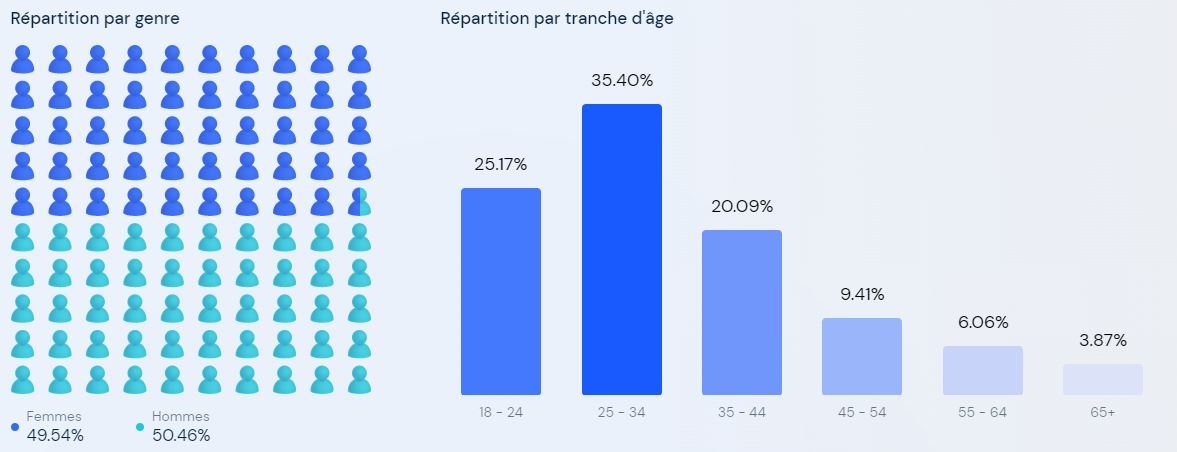 Répartition par genre
Femmes
49.54%
Hommes
50.46%
Répartition par tranche d'âge
25.17%
35.40%
20.09%
9.41%
6.06%
3.87%
18 - 24
25 - 34
35 - 44
45 - 54
55 - 64
65+